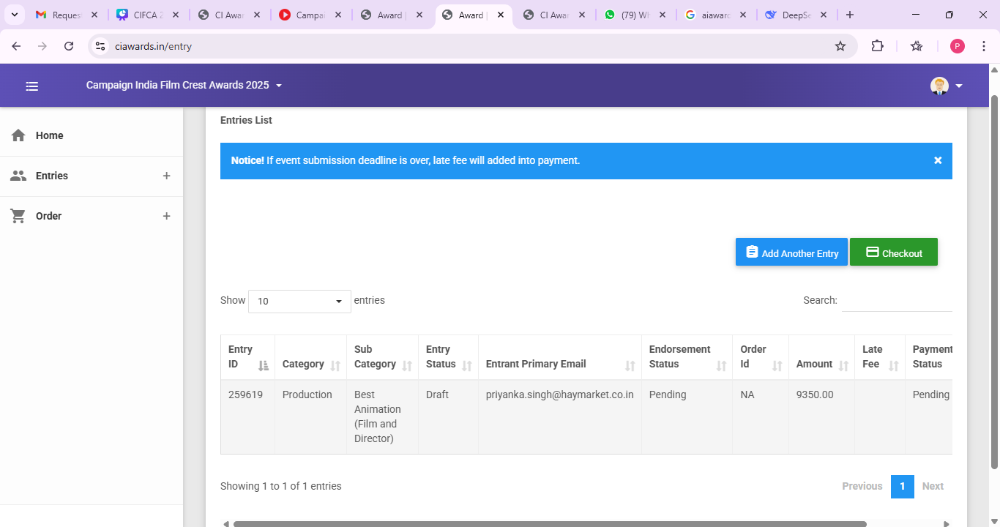 Reques
CIFCA 2
CI Awar
Campai
Award |
Award |
CI Awar
(79) Wh
aiaward
DeepSe
ciawards.in/entry
P
Campaign India Film Crest Awards 2025
Home
Entries +
Order +
Entries List
Notice! If event submission deadline is over, late fee will added into payment. ×
Add Another Entry
Checkout
Show 10 entries
Search:
Entry ID
Category
Sub Category
Entry Status
Entrant Primary Email
Endorsement Status
Order Id
Amount
Late Fee
Payment Status
259619
Production
Best Animation (Film and Director)
Draft
priyanka.singh@haymarket.co.in
Pending
NA
9350.00
Pending
Showing 1 to 1 of 1 entries
Previous 1 Next